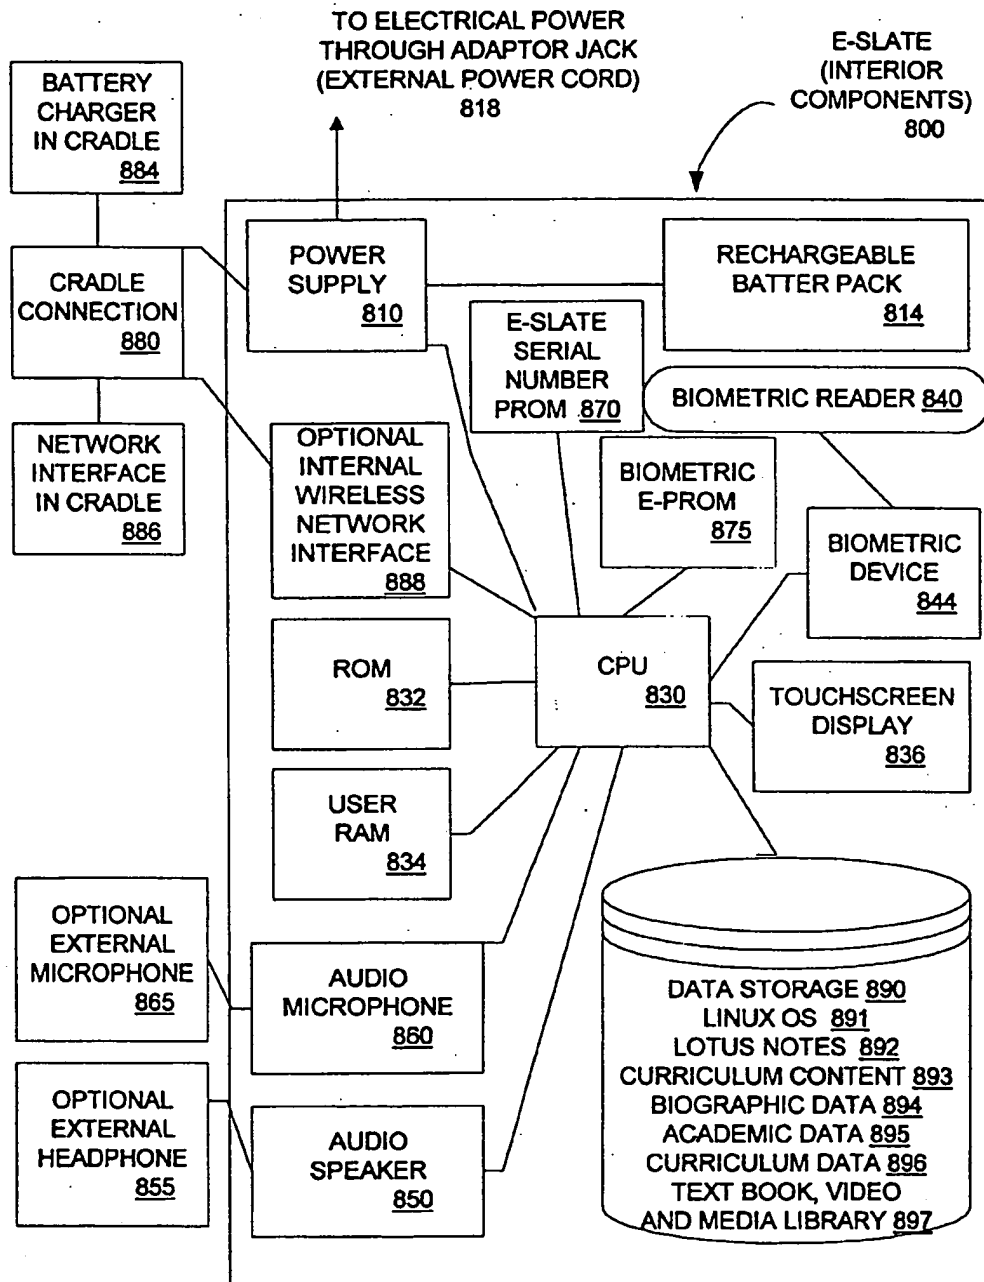 TO ELECTRICAL POWER
THROUGH ADAPTOR JACK
(EXTERNAL POWER CORD)
818
E-SLATE
(INTERIOR
COMPONENTS)
800
BATTERY
CHARGER
IN CRADLE
884
CRADLE
CONNECTION
880
NETWORK
INTERFACE
IN CRADLE
886
POWER
SUPPLY
810
RECHARGEABLE
BATTER PACK
814
E-SLATE
SERIAL
NUMBER
PROM 870
BIOMETRIC READER 840
OPTIONAL
INTERNAL
WIRELESS
NETWORK
INTERFACE
888
BIOMETRIC
E-PROM
875
BIOMETRIC
DEVICE
844
ROM
832
CPU
830
TOUCHSCREEN
DISPLAY
836
USER
RAM
834
OPTIONAL
EXTERNAL
MICROPHONE
865
AUDIO
MICROPHONE
860
OPTIONAL
EXTERNAL
HEADPHONE
855
AUDIO
SPEAKER
850
DATA STORAGE 890
LINUX OS 891
LOTUS NOTES 892
CURRICULUM CONTENT 893
BIOGRAPHIC DATA 894
ACADEMIC DATA 895
CURRICULUM DATA 896
TEXT BOOK, VIDEO
AND MEDIA LIBRARY 897